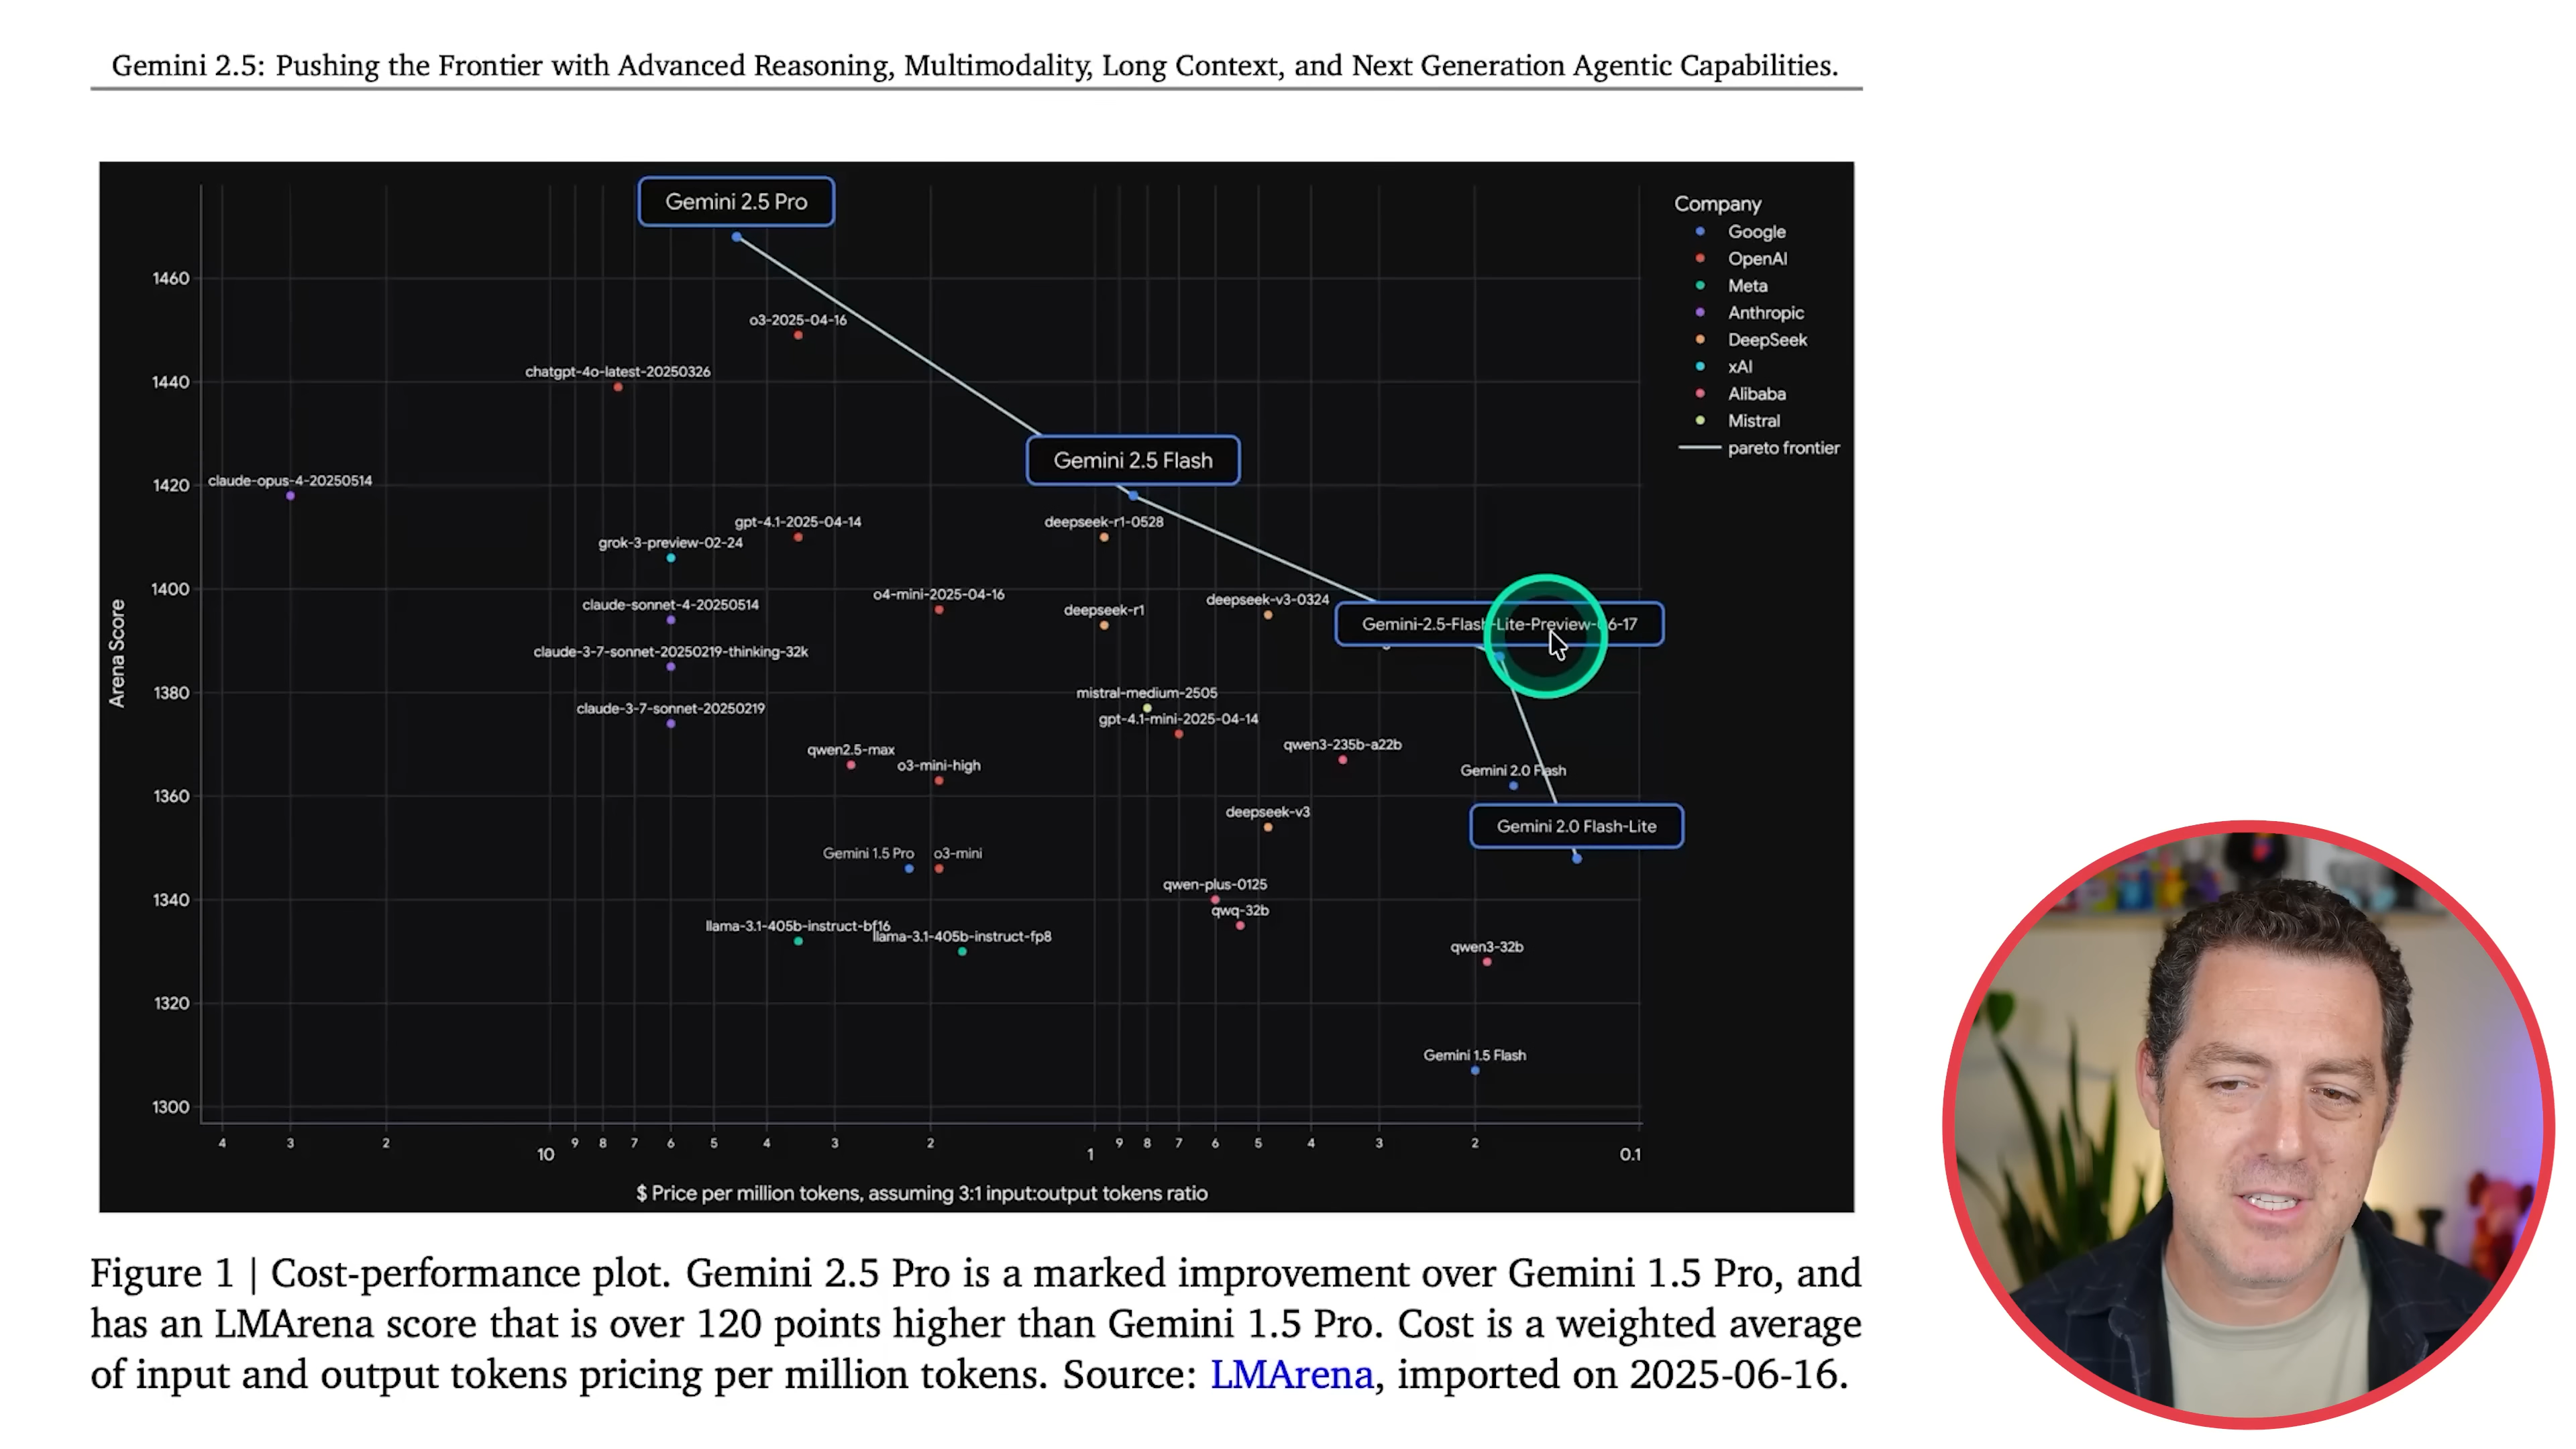 Gemini 2.5: Pushing the Frontier with Advanced Reasoning, Multimodality, Long Context, and Next Generation Agentic Capabilities.
Gemini 2.5 Pro
Company
Google
OpenAI
Meta
Anthropic
DeepSeek
xAI
Alibaba
Mistral
pareto frontier
1460
o3-2025-04-16
chatgpt-4o-latest-20250326
1440
Gemini 2.5 Flash
claude-opus-4-20250514
1420
gpt-4.1-2025-04-14
deepseek-r1-0528
grok-3-preview-02-24
1400
o4-mini-2025-04-16
deepseek-v3-0324
claude-sonnet-4-20250514
deepseek-r1
Gemini-2.5-Flash-Lite-Preview-06-17
claude-3-7-sonnet-20250219-thinking-32k
Arena Score
1380
mistral-medium-2505
claude-3-7-sonnet-20250219
gpt-4.1-mini-2025-04-14
qwen2.5-max
qwen3-235b-a22b
o3-mini-high
Gemini 2.0 Flash
1360
deepseek-v3
Gemini 2.0 Flash-Lite
Gemini 1.5 Pro
o3-mini
qwen-plus-0125
1340
qwq-32b
llama-3.1-405b-instruct-bf16
llama-3.1-405b-instruct-fp8
qwen3-32b
1320
Gemini 1.5 Flash
1300
4 3 2 10 9 8 7 6 5 4 3 2 1 9 8 7 6 5 4 3 2 0.1
$ Price per million tokens, assuming 3:1 input:output tokens ratio
Figure 1 | Cost-performance plot. Gemini 2.5 Pro is a marked improvement over Gemini 1.5 Pro, and
has an LMArena score that is over 120 points higher than Gemini 1.5 Pro. Cost is a weighted average
of input and output tokens pricing per million tokens. Source: LMArena, imported on 2025-06-16.